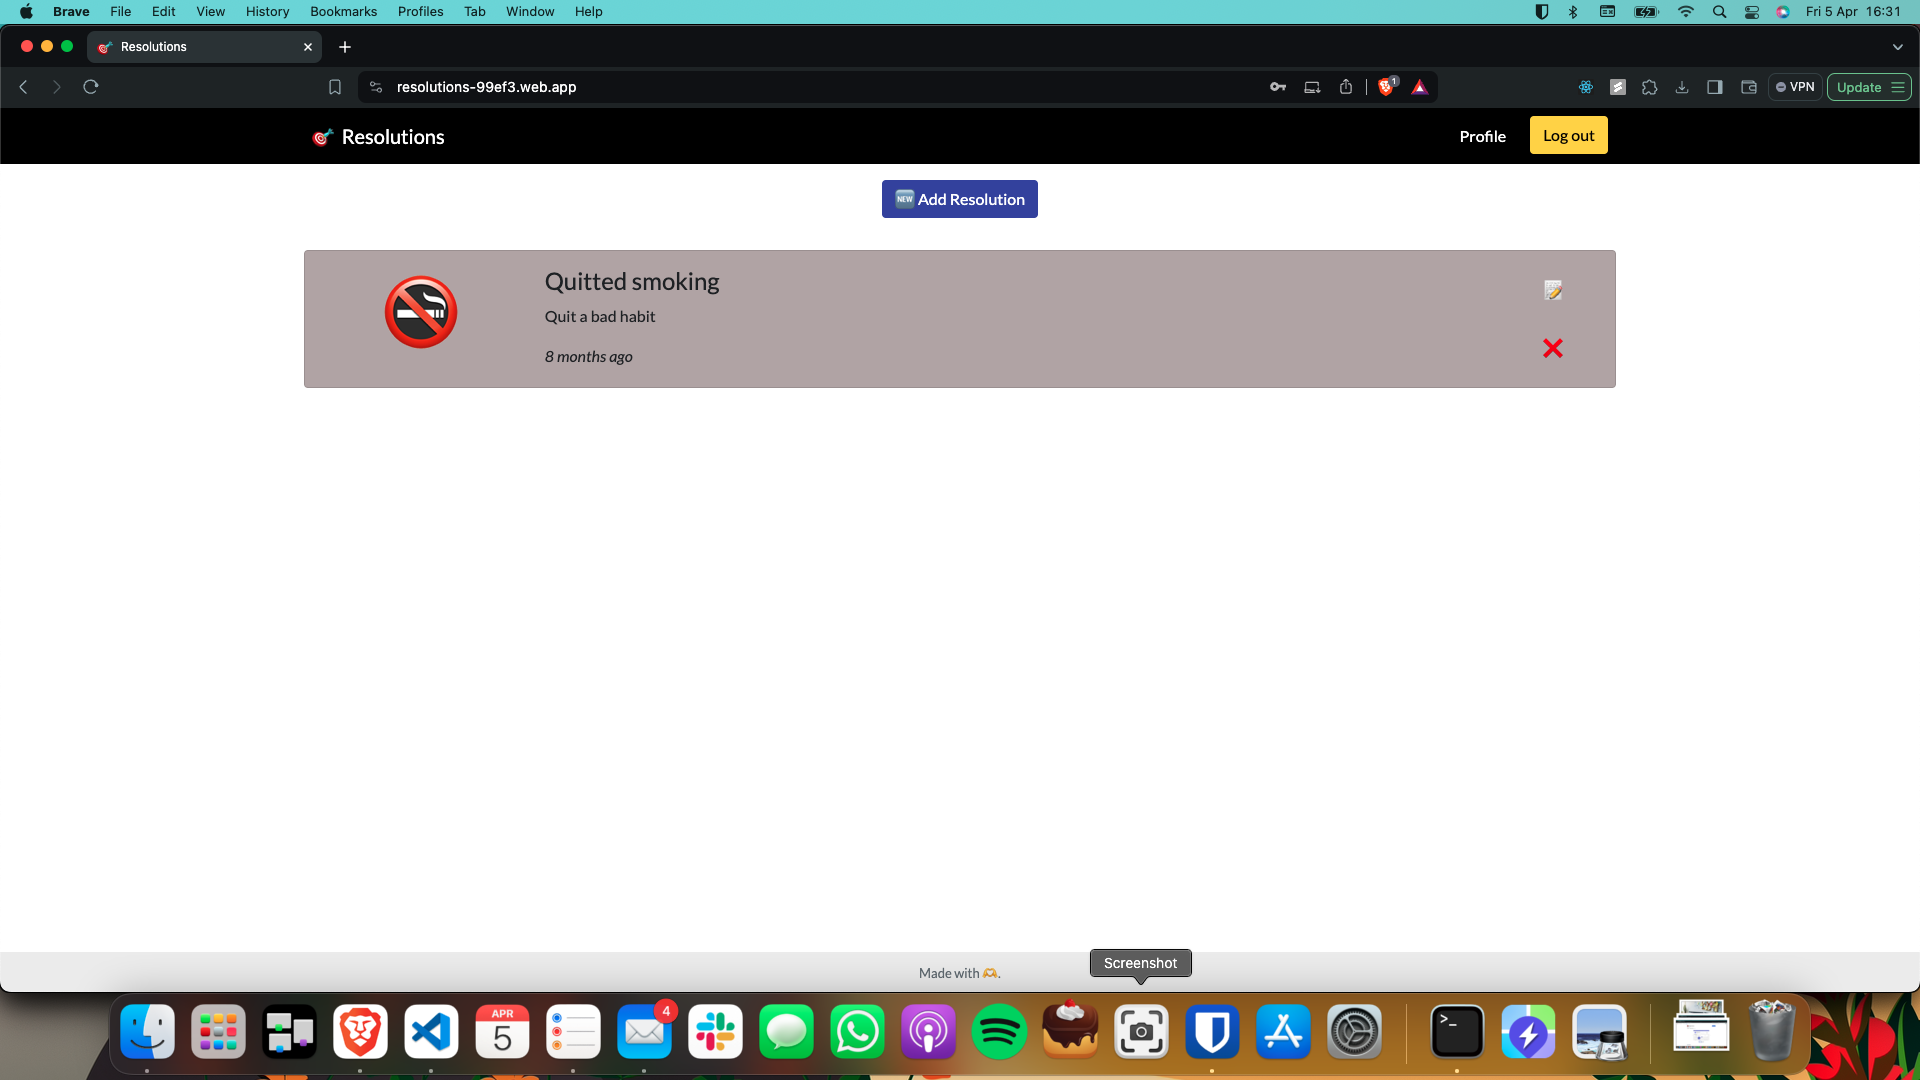 Brave File Edit View History Bookmarks Profiles Tab Window Help Fri 5 Apr 16:31
Resolutions
resolutions-99ef3.web.app 1 VPN Update
Resolutions Profile Log out
NEW Add Resolution
Quitted smoking
Quit a bad habit
8 months ago
Made with 🫶.
Screenshot
APR
5
4
>_